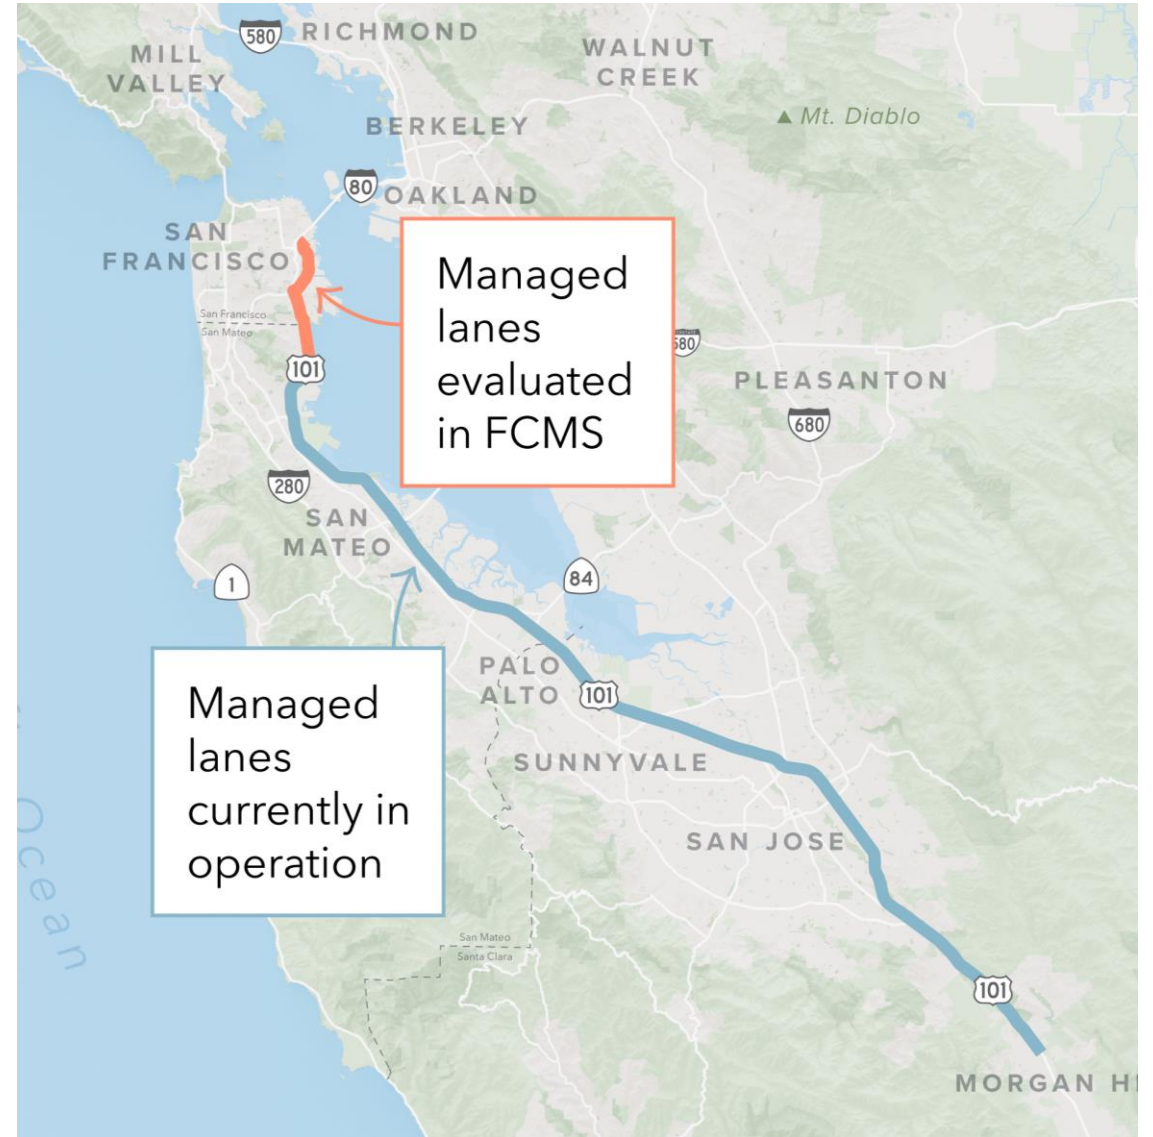 580
RICHMOND
MILL
VALLEY
WALNUT
CREEK
BERKELEY
Mt. Diablo
80
OAKLAND
SAN
FRANCISCO
Managed
lanes
evaluated
in FCMS
San Francisco
San Mateo
580
101
PLEASANTON
680
280
SAN
MATEO
1
84
PALO
ALTO
101
Managed
lanes
currently in
operation
SUNNYVALE
SAN JOSE
Ocean
San Mateo
Santa Clara
101
MORGAN HI